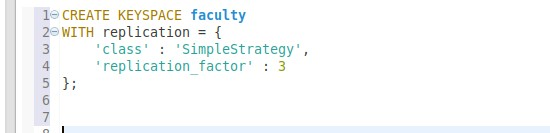 1 CREATE KEYSPACE faculty
2 WITH replication = {
3 'class' : 'SimpleStrategy',
4 'replication_factor' : 3
5 };
6
7
8